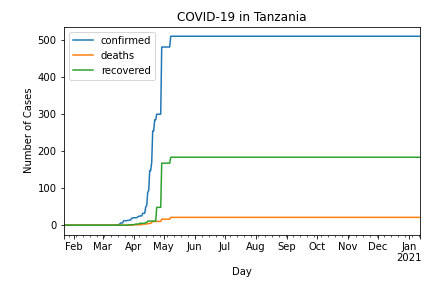 COVID-19 in Tanzania
confirmed
deaths
recovered
Number of Cases
500
400
300
200
100
0
Feb Mar Apr May Jun Jul Aug Sep Oct Nov Dec Jan
2021
Day